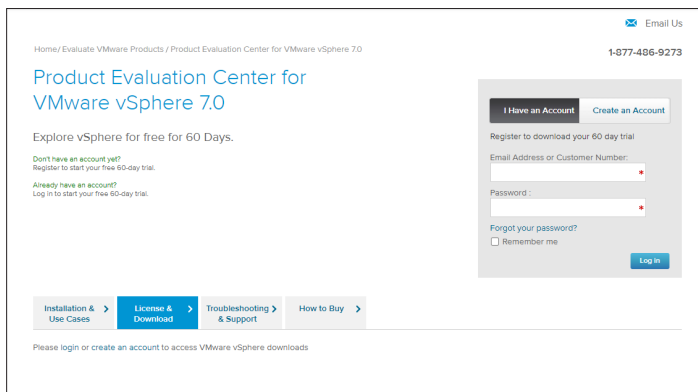 Email Us
Home/ Evaluate VMware Products / Product Evaluation Center for VMware vSphere 7.0
1-877-486-9273
Product Evaluation Center for
VMware vSphere 7.0
I Have an Account
Create an Account
Explore vSphere for free for 60 Days.
Register to download your 60 day trial
Don't have an account yet?
Register to start your free 60-day trial.
Email Address or Customer Number:
*
Already have an account?
Log in to start your free 60-day trial.
Password :
*
Forgot your password?
Remember me
Log In
Installation &
Use Cases
License &
Download
Troubleshooting
& Support
How to Buy
Please login or create an account to access VMware vSphere downloads